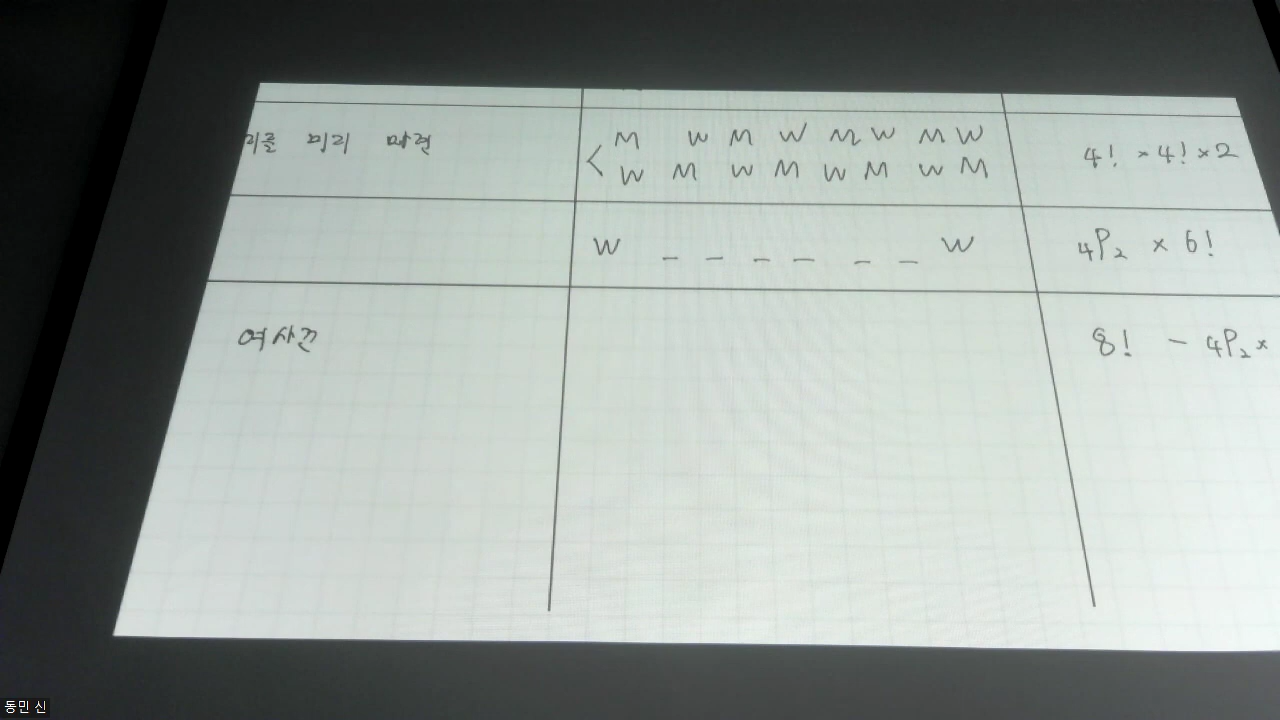 리를 미리 마련
M W M W M W M W
< W M W M W M W M
4! × 4! × 2
W _ _ _ _ _ _ W
₄P₂ × 6!
여사건
8! - ₄P₂ ×
동민 신